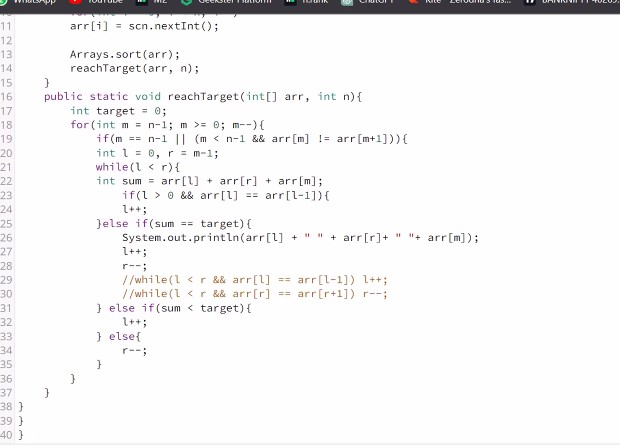 WhatsApp YouTube M2 Geekster Platform n.rank ChatGPT Kite
11 arr[i] = scn.nextInt();
12
13 Arrays.sort(arr);
14 reachTarget(arr, n);
15 }
16 public static void reachTarget(int[] arr, int n){
17 int target = 0;
18 for(int m = n-1; m >= 0; m--){
19 if(m == n-1 || (m < n-1 && arr[m] != arr[m+1])){
20 int l = 0, r = m-1;
21 while(l < r){
22 int sum = arr[l] + arr[r] + arr[m];
23 if(l > 0 && arr[l] == arr[l-1]){
24 l++;
25 }else if(sum == target){
26 System.out.println(arr[l] + " " + arr[r]+ " "+ arr[m]);
27 l++;
28 r--;
29 //while(l < r && arr[l] == arr[l-1]) l++;
30 //while(l < r && arr[r] == arr[r+1]) r--;
31 } else if(sum < target){
32 l++;
33 } else{
34 r--;
35 }
36 }
37 }
38 }
39 }
40 }